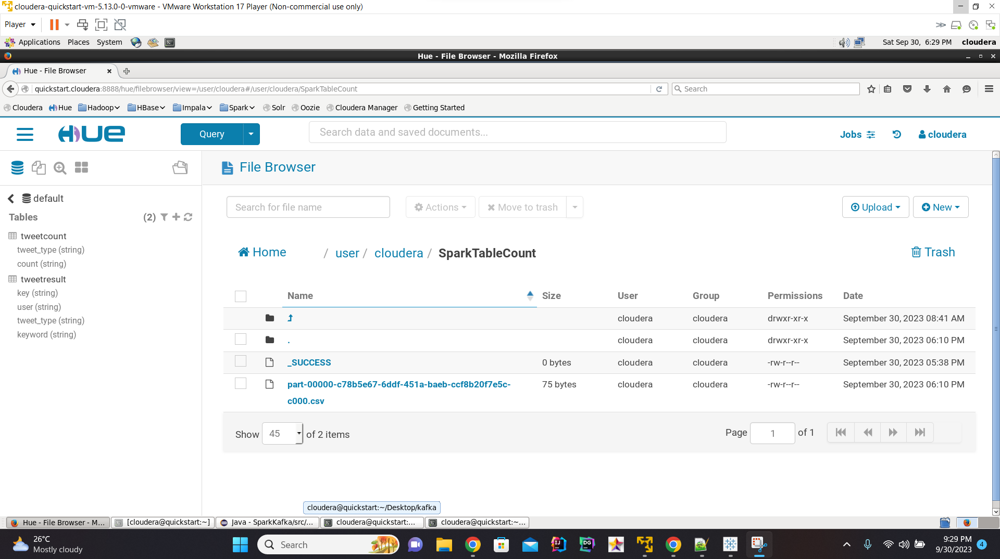 cloudera-quickstart-vm-5.13.0-0-vmware - VMware Workstation 17 Player (Non-commercial use only)
Player
Applications Places System Sat Sep 30, 6:29 PM cloudera
Hue - File Browser - Mozilla Firefox
Hue - File Browser
quickstart.cloudera:8888/hue/filebrowser/view=/user/cloudera#/user/cloudera/SparkTableCount Search
Cloudera Hue Hadoop HBase Impala Spark Solr Oozie Cloudera Manager Getting Started
HUE Query Search data and saved documents... Jobs cloudera
File Browser
default
Tables (2)
tweetcount
tweet_type (string)
count (string)
tweetresult
key (string)
user (string)
tweet_type (string)
keyword (string)
Search for file name Actions Move to trash Upload New
Home / user / cloudera / SparkTableCount Trash
Name Size User Group Permissions Date
cloudera cloudera drwxr-xr-x September 30, 2023 08:41 AM
. cloudera cloudera drwxr-xr-x September 30, 2023 06:10 PM
_SUCCESS 0 bytes cloudera cloudera -rw-r--r-- September 30, 2023 05:38 PM
part-00000-c78b5e67-6ddf-451a-baeb-ccf8b20f7e5c- 75 bytes cloudera cloudera -rw-r--r-- September 30, 2023 06:10 PM
c000.csv
Show 45 of 2 items Page 1 of 1
cloudera@quickstart:~/Desktop/kafka
Hue - File Browser - M... [cloudera@quickstart:~] Java - SparkKafka/src/... cloudera@quickstart:... cloudera@quickstart:~...
26°C
Mostly cloudy
Search
IJ
DG
9:29 PM
9/30/2023
4